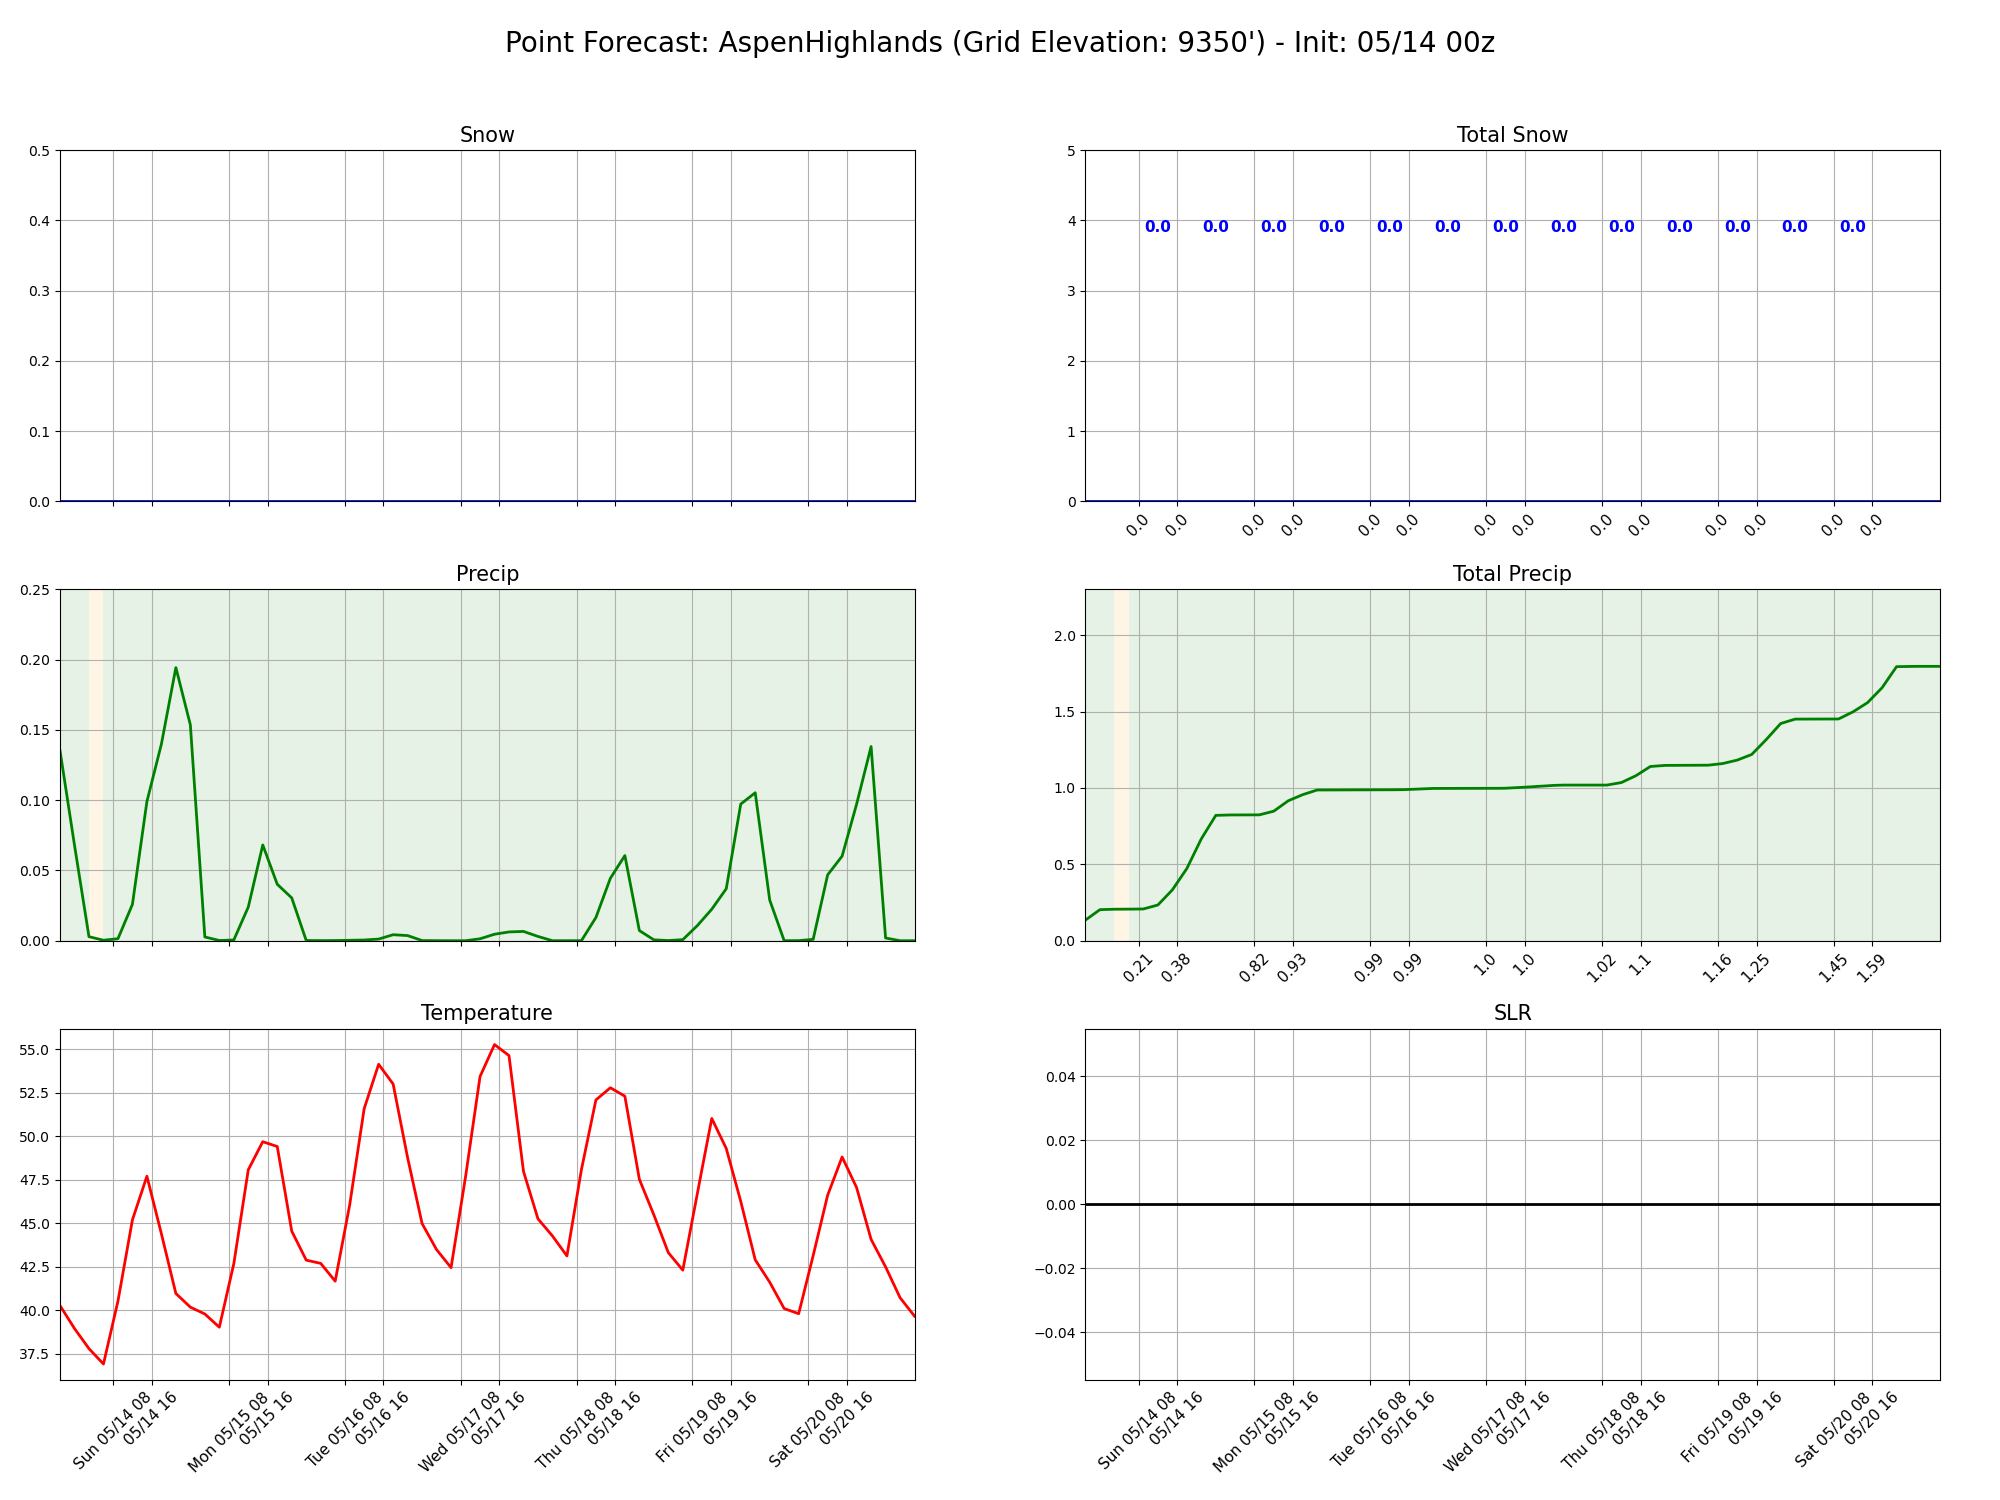 Point Forecast: AspenHighlands (Grid Elevation: 9350') - Init: 05/14 00z
Snow
0.5
0.4
0.3
0.2
0.1
0.0
Total Snow
5
4
3
2
1
0
0.0 0.0 0.0 0.0 0.0 0.0 0.0 0.0 0.0 0.0 0.0 0.0 0.0
0.0 0.0 0.0 0.0 0.0 0.0 0.0 0.0 0.0 0.0 0.0 0.0 0.0 0.0
Precip
0.25
0.20
0.15
0.10
0.05
0.00
Total Precip
2.0
1.5
1.0
0.5
0.0
0.21 0.38 0.82 0.93 0.99 0.99 1.0 1.0 1.02 1.1 1.16 1.25 1.45 1.59
Temperature
55.0
52.5
50.0
47.5
45.0
42.5
40.0
37.5
Sun 05/14 08
05/14 16
Mon 05/15 08
05/15 16
Tue 05/16 08
05/16 16
Wed 05/17 08
05/17 16
Thu 05/18 08
05/18 16
Fri 05/19 08
05/19 16
Sat 05/20 08
05/20 16
SLR
0.04
0.02
0.00
−0.02
−0.04
Sun 05/14 08
05/14 16
Mon 05/15 08
05/15 16
Tue 05/16 08
05/16 16
Wed 05/17 08
05/17 16
Thu 05/18 08
05/18 16
Fri 05/19 08
05/19 16
Sat 05/20 08
05/20 16